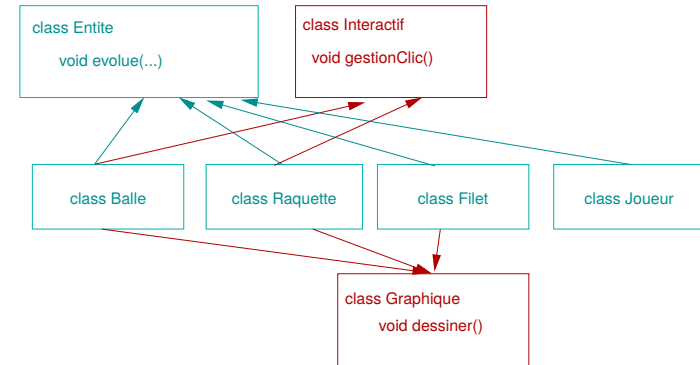 class Entite
void evolue(...)
class Interactif
void gestionClic()
class Balle
class Raquette
class Filet
class Joueur
class Graphique
void dessiner()